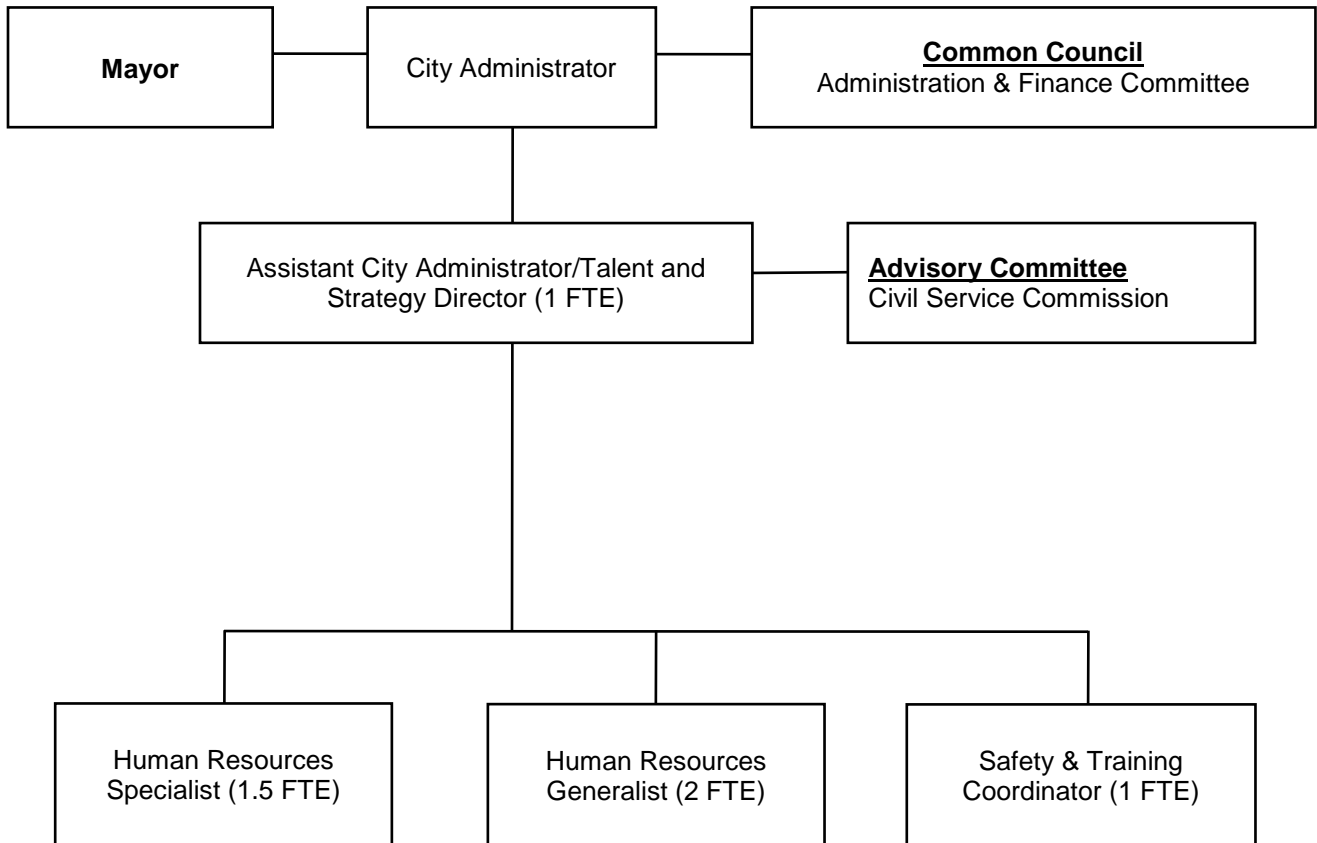 Mayor
City Administrator
Common Council
Administration & Finance Committee
Assistant City Administrator/Talent and
Strategy Director (1 FTE)
Advisory Committee
Civil Service Commission
Human Resources
Specialist (1.5 FTE)
Human Resources
Generalist (2 FTE)
Safety & Training
Coordinator (1 FTE)